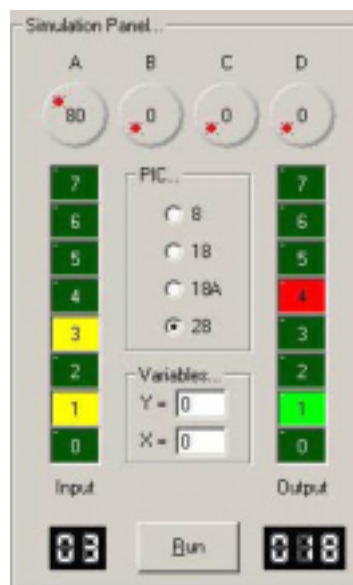 Simulation Panel...
A B C D
80 0 0 0
PIC...
7 7
6 8 6
5 18 5
4 18A 4
3 28 3
2 Variables... 2
1 Y = 0 1
0 X = 0 0
Input Output
03 Run 018